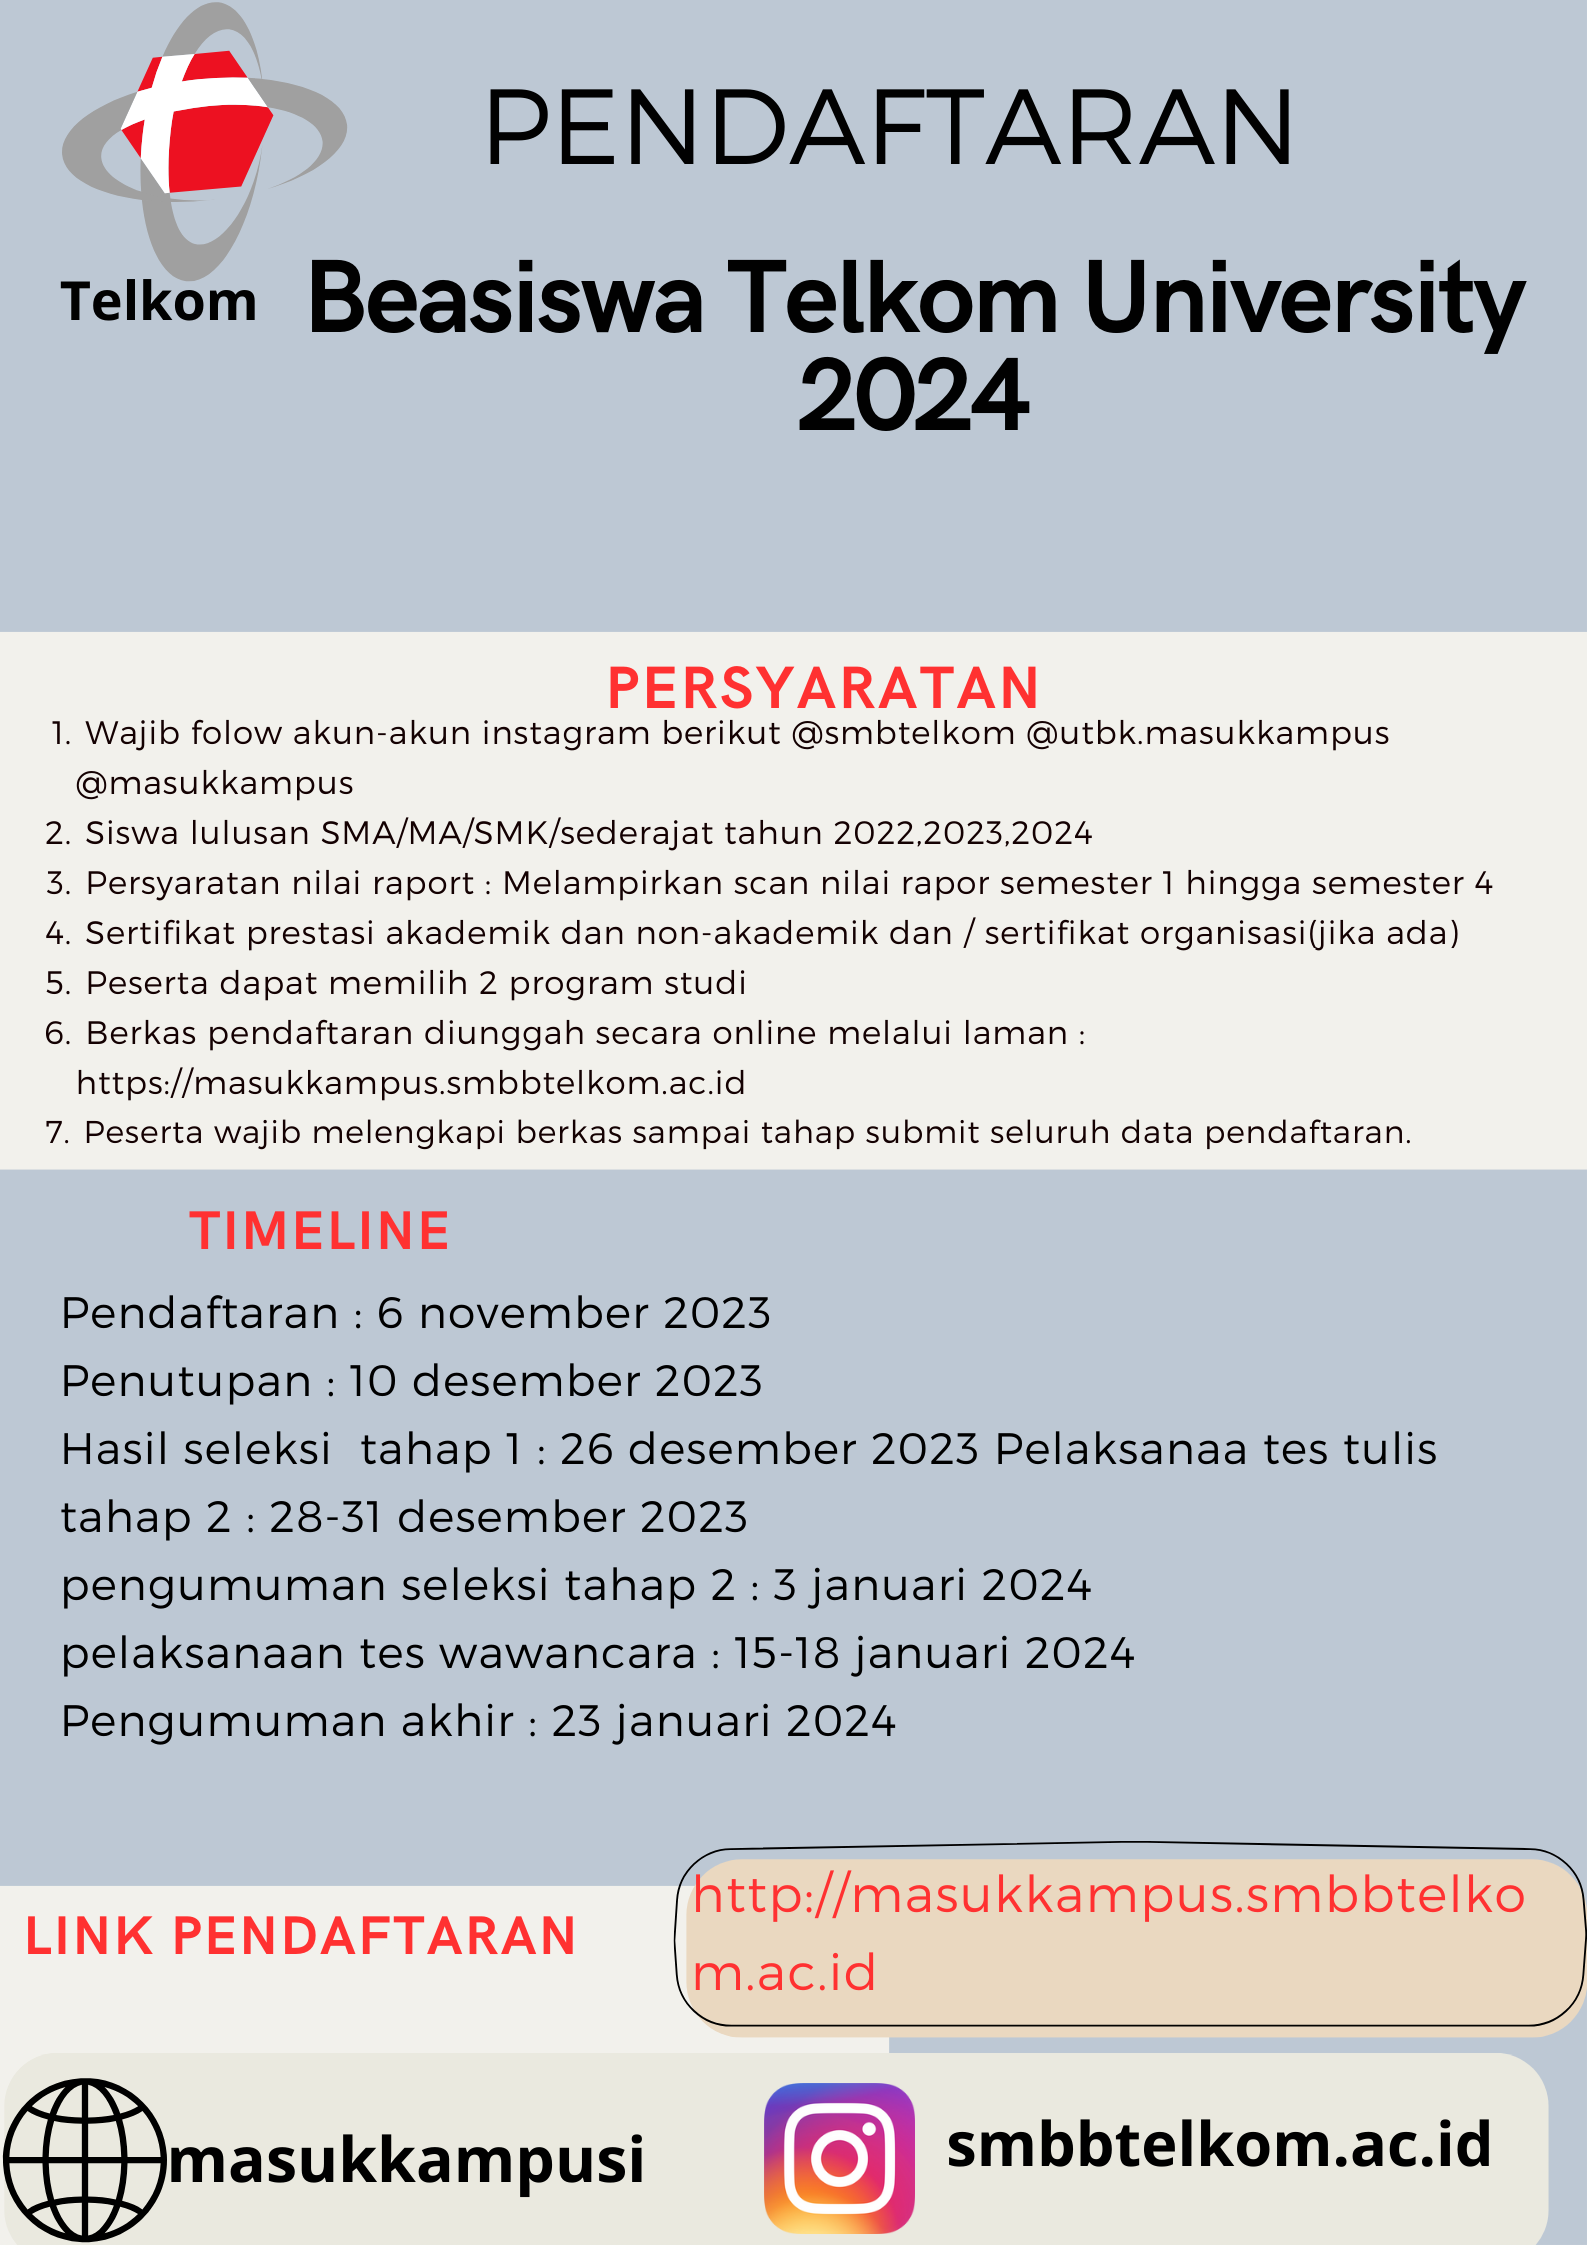 PENDAFTARAN
Telkom
Beasiswa Telkom University
2024
PERSYARATAN
1. Wajib folow akun-akun instagram berikut @smbtelkom @utbk.masukkampus
@masukkampus
2. Siswa lulusan SMA/MA/SMK/sederajat tahun 2022,2023,2024
3. Persyaratan nilai raport : Melampirkan scan nilai rapor semester 1 hingga semester 4
4. Sertifikat prestasi akademik dan non-akademik dan / sertifikat organisasi(jika ada)
5. Peserta dapat memilih 2 program studi
6. Berkas pendaftaran diunggah secara online melalui laman :
https://masukkampus.smbbtelkom.ac.id
7. Peserta wajib melengkapi berkas sampai tahap submit seluruh data pendaftaran.
TIMELINE
Pendaftaran : 6 november 2023
Penutupan : 10 desember 2023
Hasil seleksi  tahap 1 : 26 desember 2023 Pelaksanaa tes tulis
tahap 2 : 28-31 desember 2023
pengumuman seleksi tahap 2 : 3 januari 2024
pelaksanaan tes wawancara : 15-18 januari 2024
Pengumuman akhir : 23 januari 2024
LINK PENDAFTARAN
http://masukkampus.smbbtelko
m.ac.id
masukkampusi
smbbtelkom.ac.id